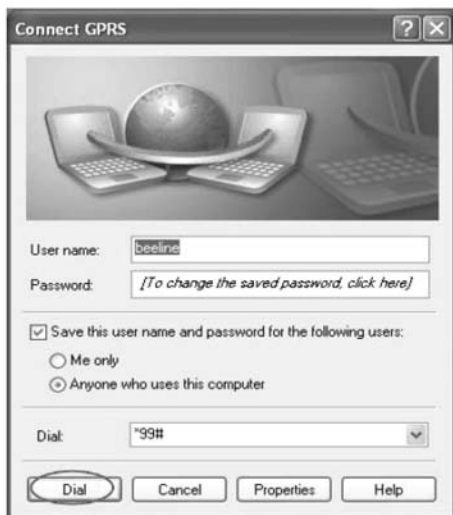 Connect GPRS
User name: beeline
Password: [To change the saved password, click here]
Save this user name and password for the following users:
Me only
Anyone who uses this computer
Dial: *99#
Dial Cancel Properties Help